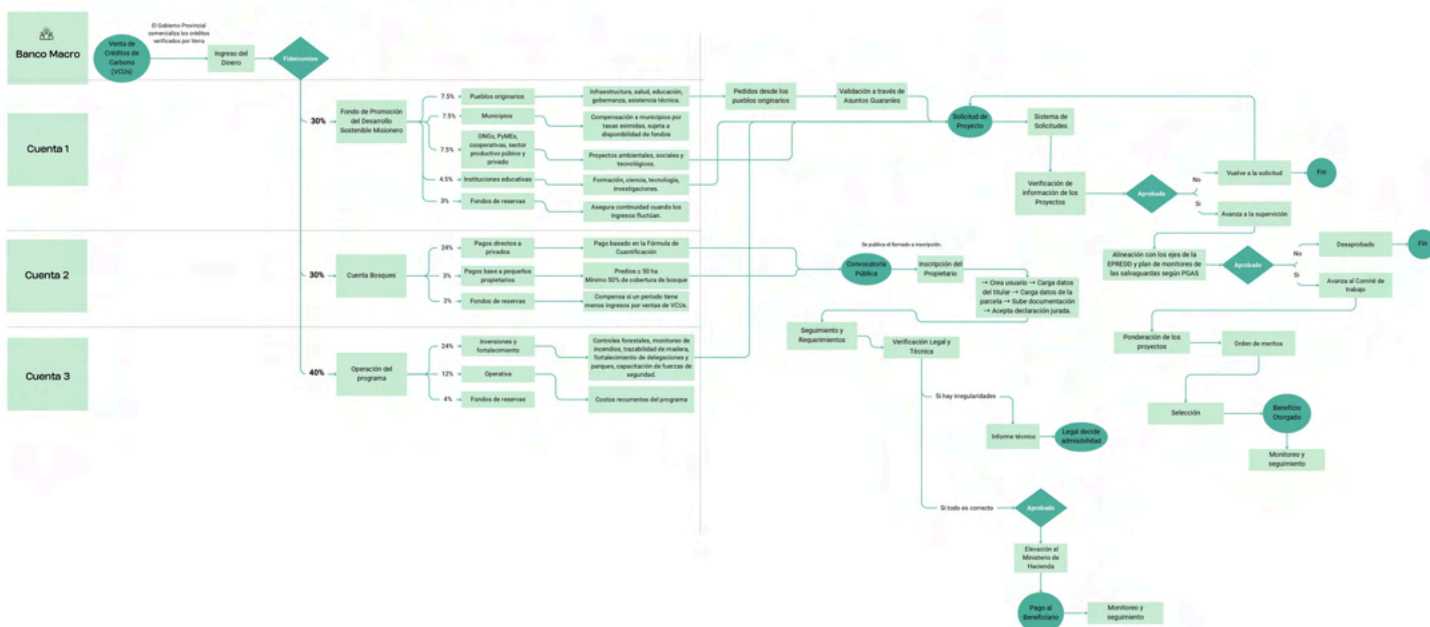 Banco Macro
Venta de
Créditos de
Carbono
(VCUs)
El Gobierno Provincial
comercializa los créditos
verificados por Verra
Ingreso del
Dinero
Fideicomiso
Cuenta 1
30%
Fondo de Promoción
del Desarrollo
Sostenible Misionero
7.5%
Pueblos originarios
Infraestructura, salud, educación,
gobernanza, asistencia técnica.
Pedidos desde los
pueblos originarios
Validación a través de
Asuntos Guaraníes
7.5%
Municipios
Compensación a municipios por
tasas eximidas, sujeta a
disponibilidad de fondos
7.5%
ONGs, PyMEs,
cooperativas, sector
productivo púbico y
privado
Proyectos ambientales, sociales y
tecnológicos.
4.5%
Instituciones educativas
Formación, ciencia, tecnología,
investigaciones.
3%
Fondos de reservas
Asegura continuidad cuando los
ingresos fluctúan.
Solicitud de
Proyecto
Sistema de
Solicitudes
Verificación de
información de los
Proyectos
Aprobado
No
Vuelve a la solicitud
Fin
Si
Avanza a la supervición
Alineación con los ejes de la
EPREDD y plan de monitoreo de
las salvaguardas según PGAS
Aprobado
No
Desaprobado
Fin
Si
Avanza al Comité de
trabajo
Ponderación de los
proyectos
Orden de meritos
Selección
Beneficio
Otorgado
Monitoreo y
seguimiento
Cuenta 2
30%
Cuenta Bosques
24%
Pagos directos a
privados
Pago basado en la Fórmula de
Cuantificación
3%
Pagos base a pequeños
propietarios
Predios ≤ 50 ha
Mínimo 50% de cobertura de bosque
3%
Fondos de reservas
Compensa si un período tiene
menos ingresos por ventas de VCUs.
Se publica el llamado a inscripción.
Convocatoria
Pública
Inscripción del
Propietario
→ Crea usuario → Carga datos
del titular → Carga datos de la
parcela → Sube documentación
→ Acepta declaración jurada.
Seguimiento y
Requerimientos
Verificación Legal y
Técnica
Si hay irregularidades
Informe técnico
Legal decide
admisibilidad
Si todo es correcto
Aprobado
Elevación al
Ministerio de
Hacienda
Pago al
Beneficiario
Monitoreo y
seguimiento
Cuenta 3
40%
Operación del
programa
24%
Inversiones y
fortalecimiento
Controles forestales, monitoreo de
incendios, trazabilidad de madera,
fortalecimiento de delegaciones y
parques, capacitación de fuerzas de
seguridad.
12%
Operativa
Costos recurrentes del programa
4%
Fondos de reservas